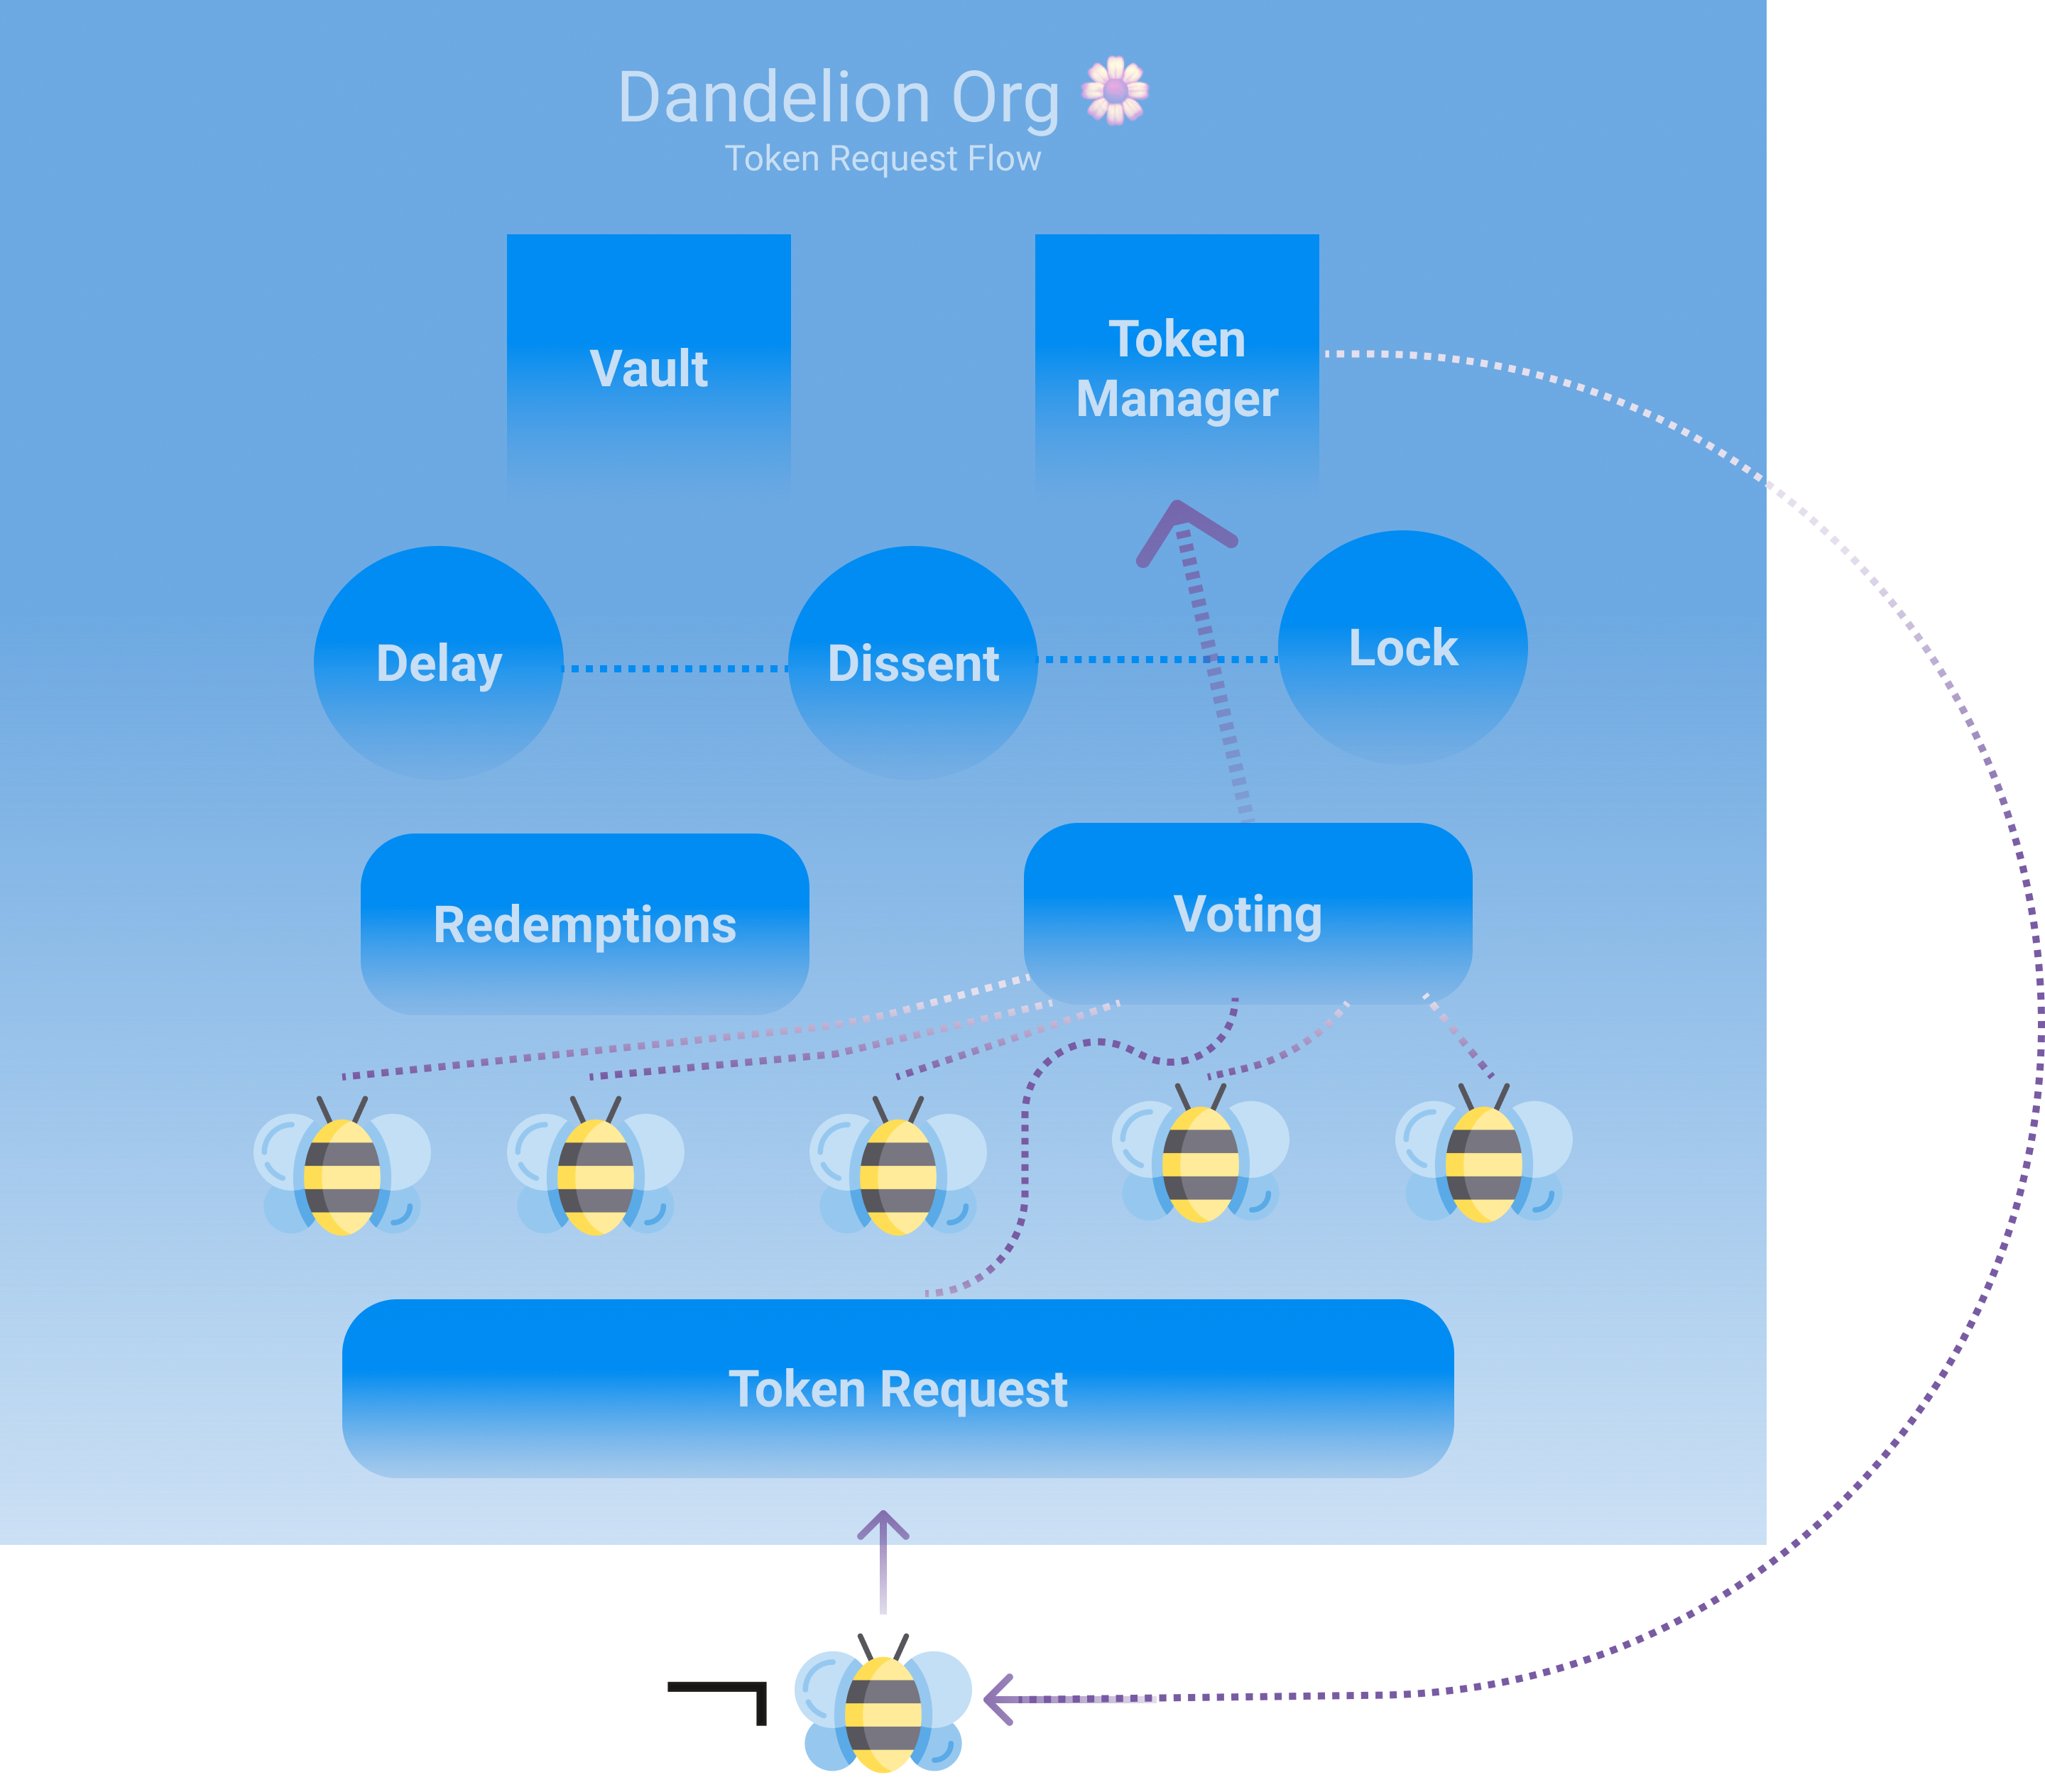 Dandelion Org
Token Request Flow
Vault
Token
Manager
Delay
Dissent
Lock
Redemptions
Voting
Token Request
¬